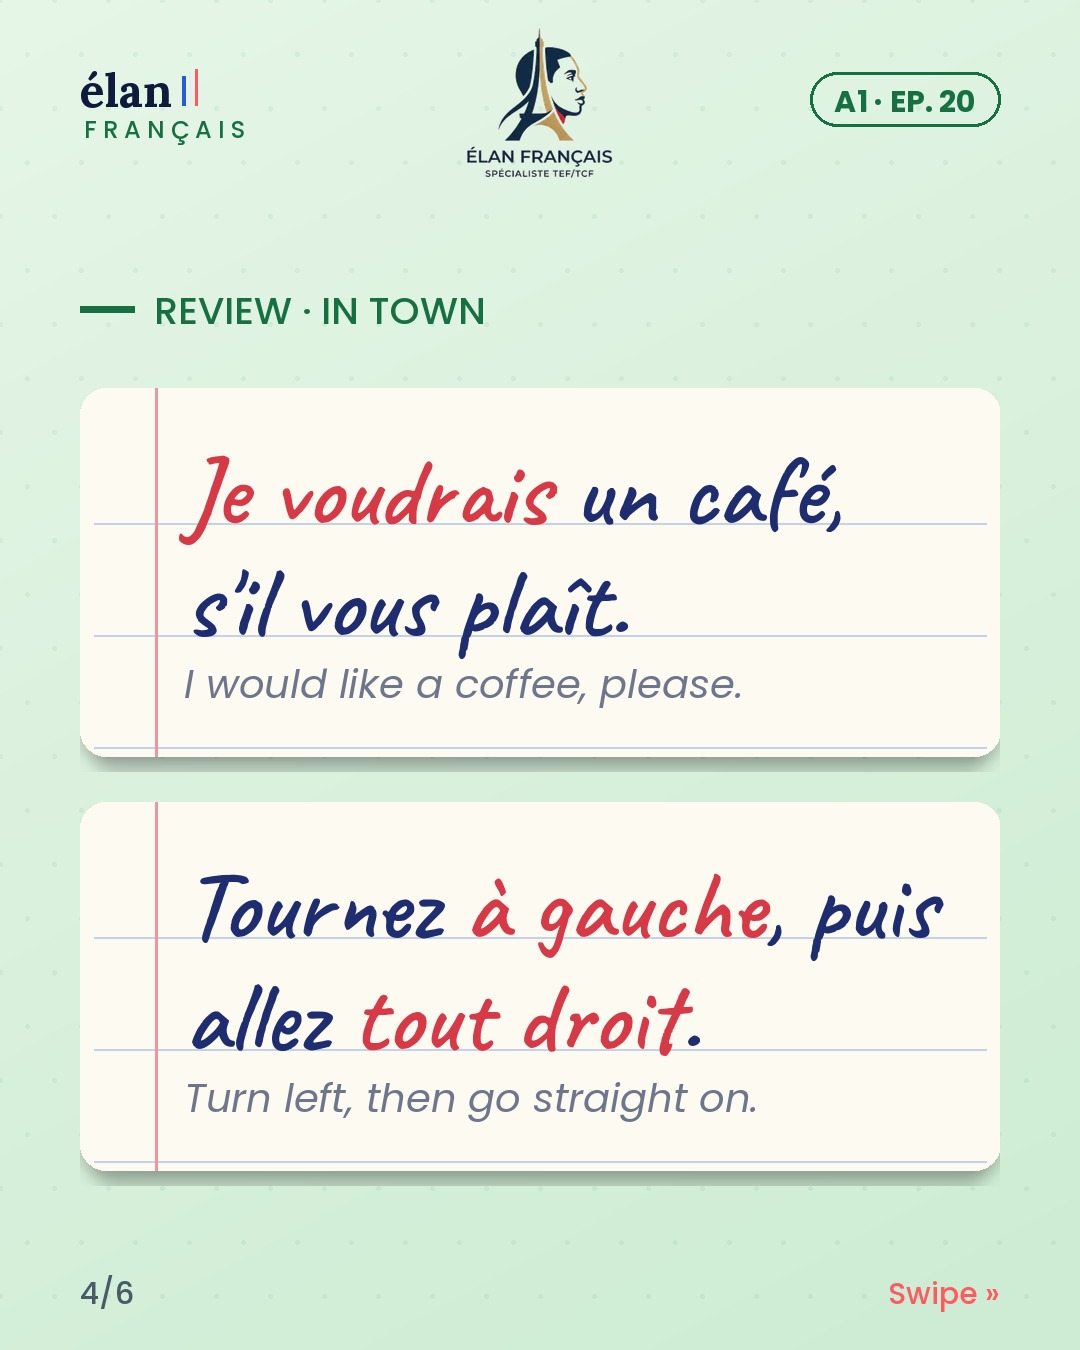 élan
FRANÇAIS
ÉLAN FRANÇAIS
SPÉCIALISTE TEF/TCF
A1 · EP. 20
REVIEW · IN TOWN
Je voudrais un café,
s'il vous plaît.
I would like a coffee, please.
Tournez à gauche, puis
allez tout droit.
Turn left, then go straight on.
4/6
Swipe »